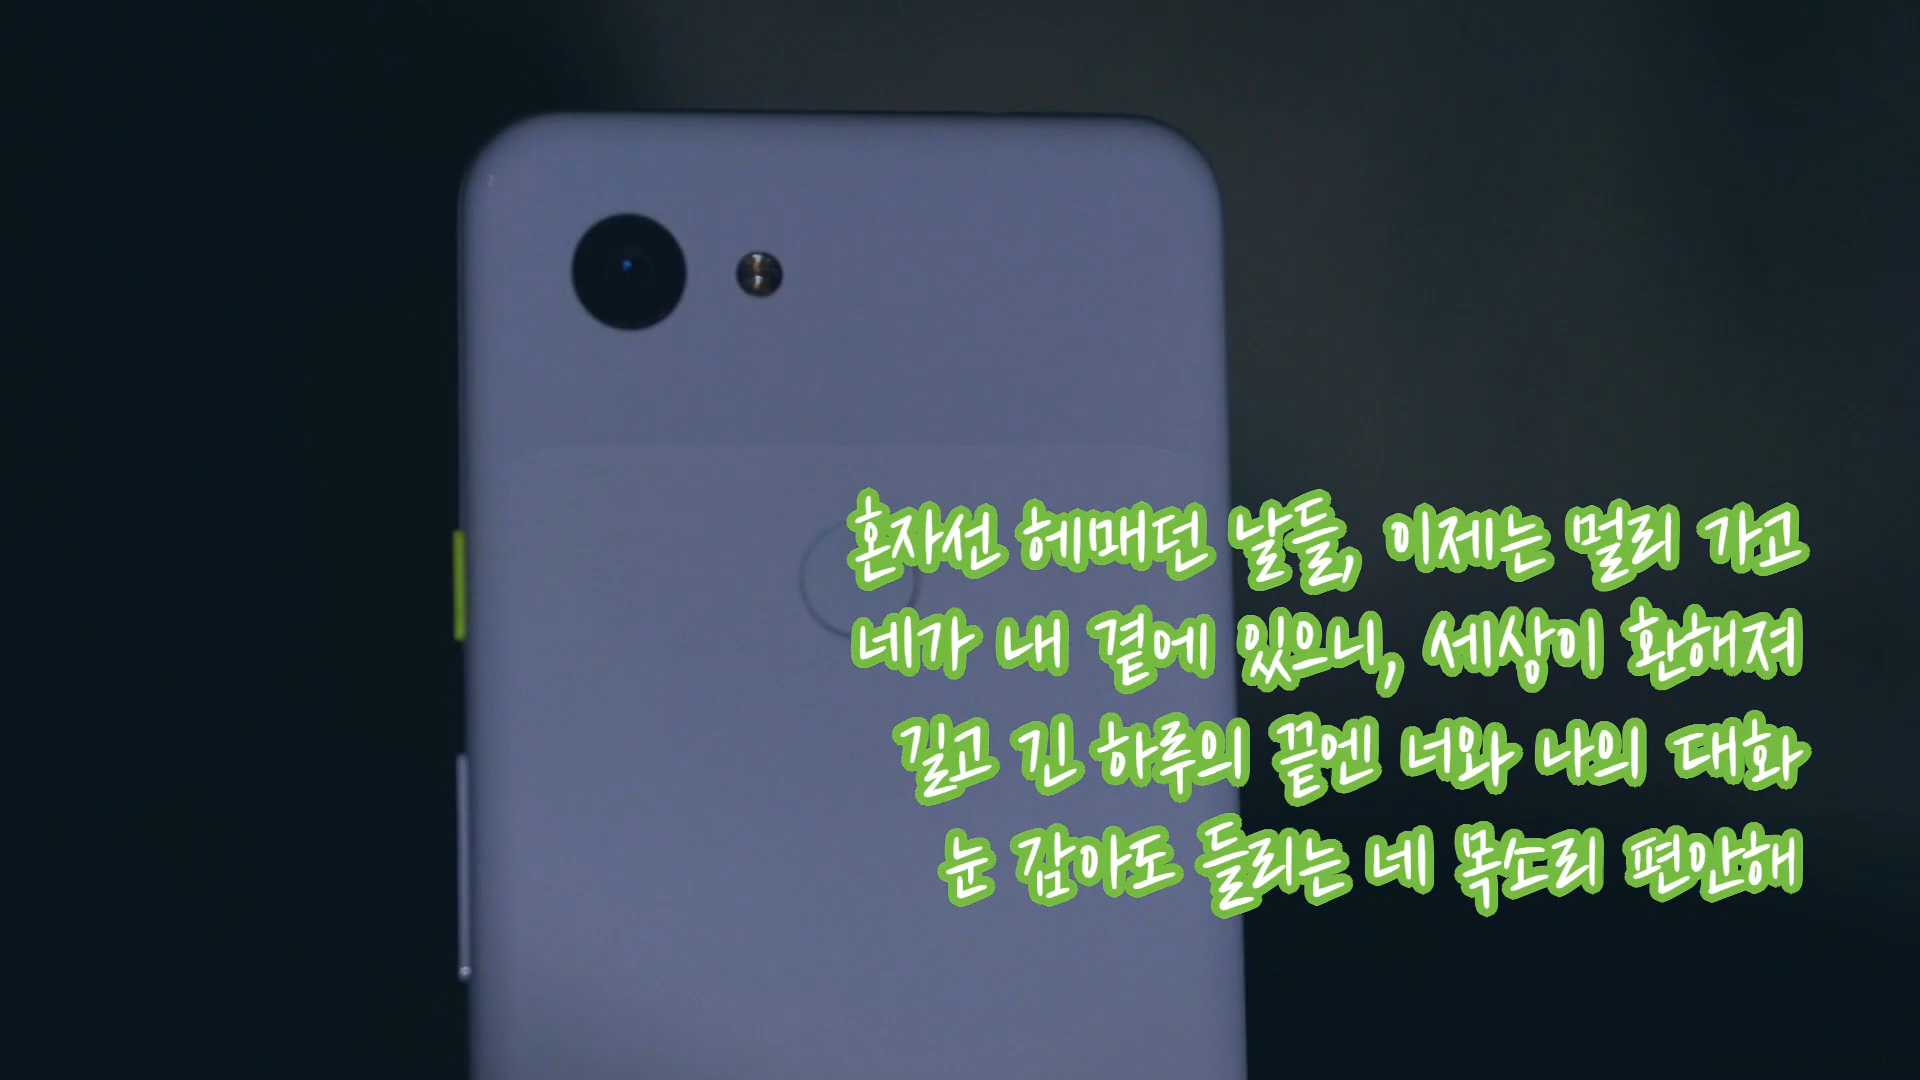 혼자선 헤매던 날들, 이제는 멀리 가고
네가 내 곁에 있으니, 세상이 환해져
길고 긴 하루의 끝엔 너와 나의 대화
눈 감아도 들리는 네 목소리 편안해